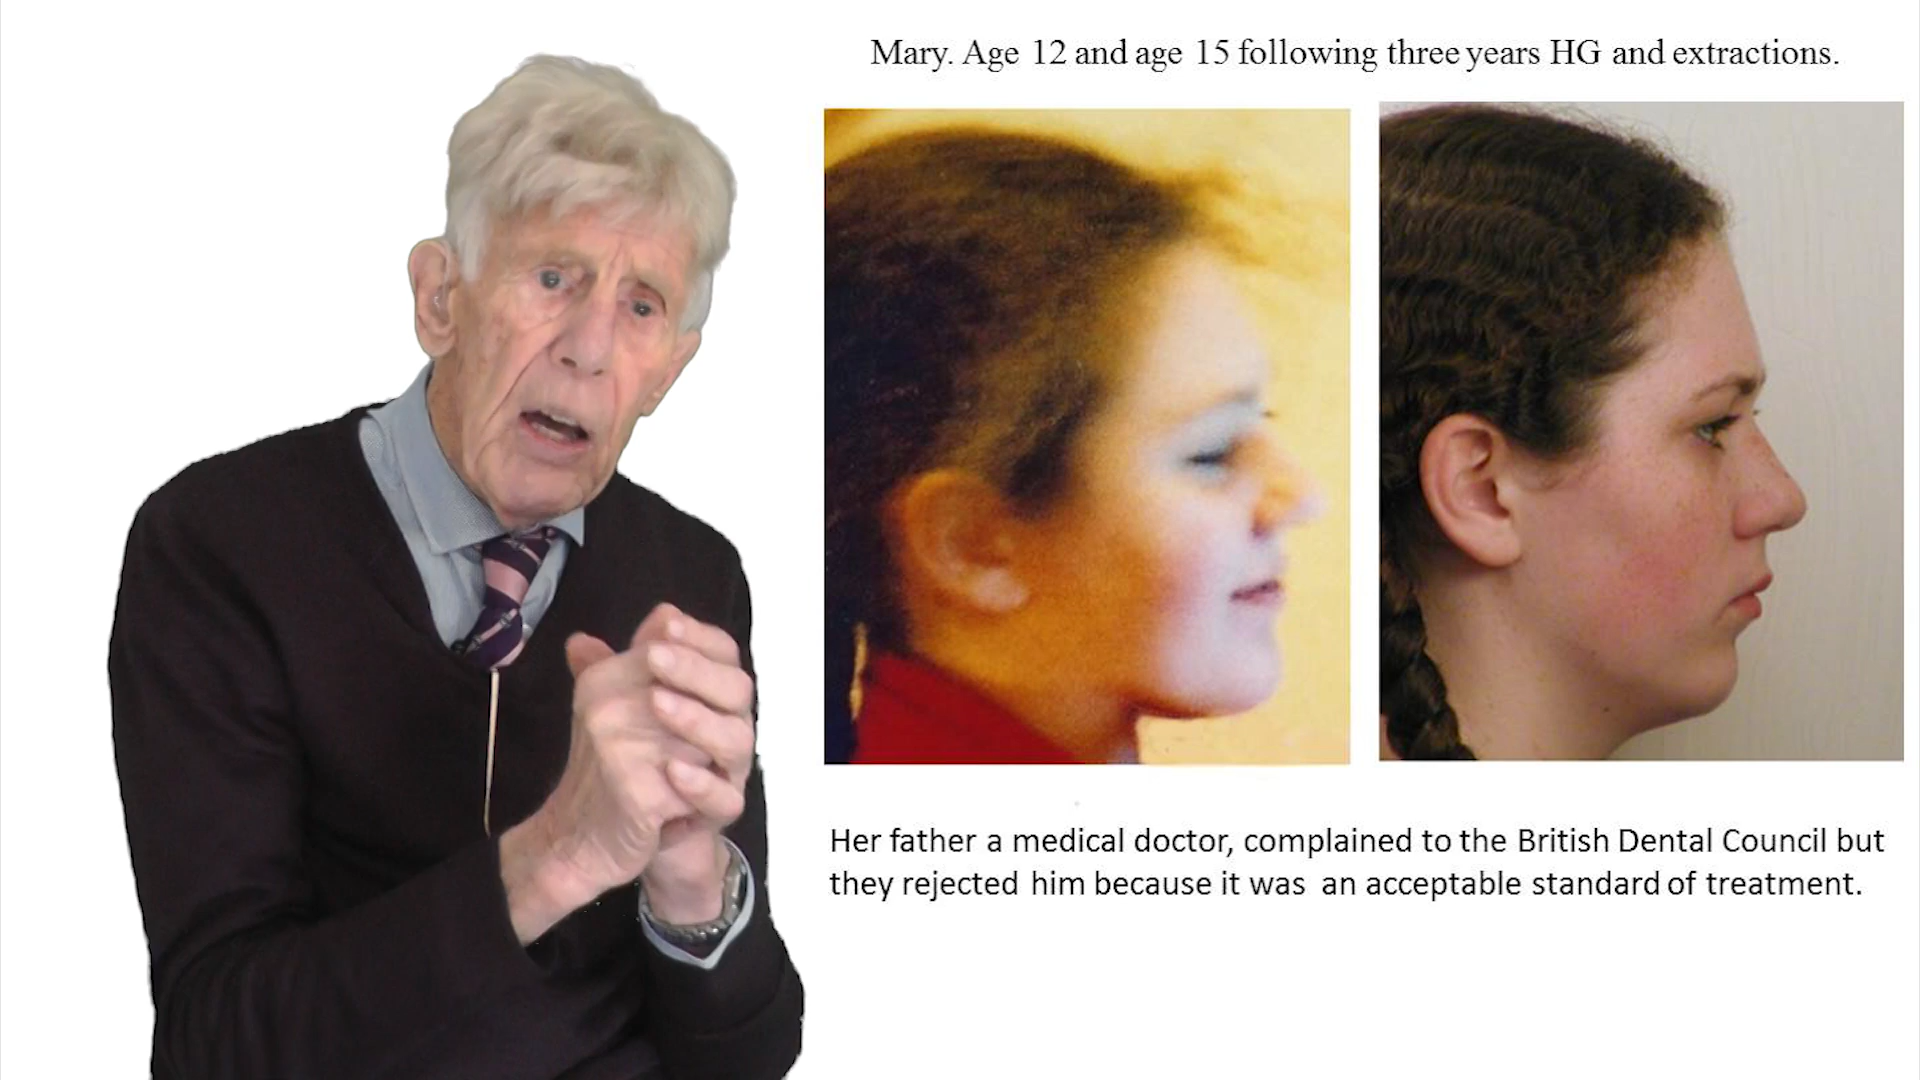 Mary. Age 12 and age 15 following three years HG and extractions.
Her father a medical doctor, complained to the British Dental Council but
they rejected him because it was an acceptable standard of treatment.